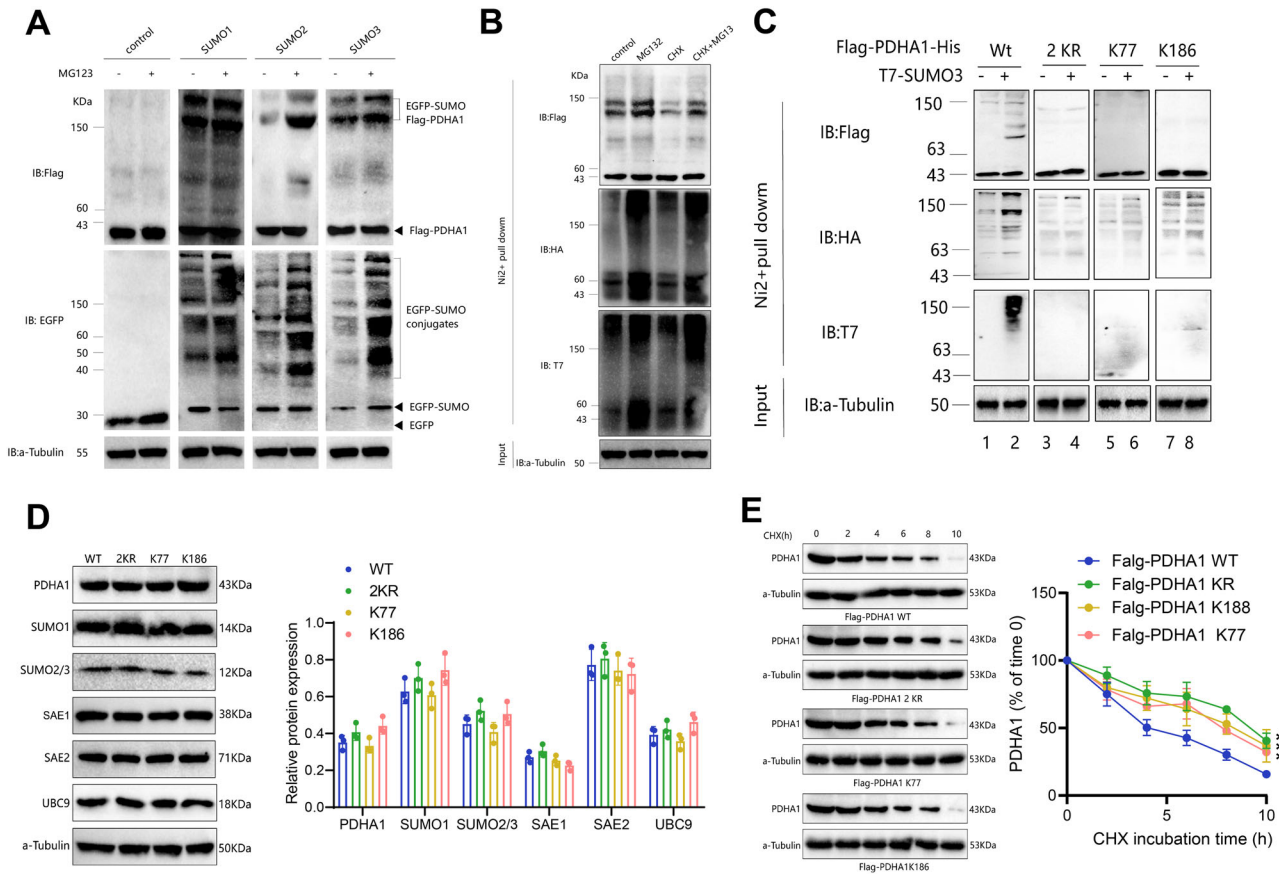 A
control
SUMO1
SUMO2
SUMO3
MG123 - + - + - + - +
KDa
EGFP-SUMO
Flag-PDHA1
150
IB:Flag
60
43
Flag-PDHA1
IB: EGFP
150
60
50
40
30
EGFP-SUMO
conjugates
EGFP-SUMO
EGFP
IB:a-Tubulin 55
B
control
MG132
CHX
CHX+MG13
Ni2+ pull dowm
KDa
150
IB:Flag
60
43
IB:HA
150
60
43
IB: T7
150
60
43
Input
IB:a-Tubulin
50
C
Flag-PDHA1-His Wt 2 KR K77 K186
T7-SUMO3 - + - + - + - +
Ni2+ pull dowm
IB:Flag
150
63
43
IB:HA
150
63
43
IB:T7
150
63
43
Input
IB:a-Tubulin 50
1 2 3 4 5 6 7 8
D
WT 2KR K77 K186
PDHA1 43KDa
SUMO1 14KDa
SUMO2/3 12KDa
SAE1 38KDa
SAE2 71KDa
UBC9 18KDa
a-Tubulin 50KDa
WT
2KR
K77
K186
Relative protein expression
1.0
0.8
0.6
0.4
0.2
0.0
PDHA1 SUMO1 SUMO2/3 SAE1 SAE2 UBC9
E
CHX(h) 0 2 4 6 8 10
PDHA1 43KDa
a-Tubulin 53KDa
Flag-PDHA1 WT
PDHA1 43KDa
a-Tubulin 53KDa
Flag-PDHA1 2 KR
PDHA1 43KDa
a-Tubulin 53KDa
Flag-PDHA1 K77
PDHA1 43KDa
a-Tubulin 53KDa
Flag-PDHA1K186
Falg-PDHA1 WT
Falg-PDHA1 KR
Falg-PDHA1 K188
Falg-PDHA1 K77
PDHA1 (% of time 0)
150
100
50
0
0 5 10
CHX incubation time (h)